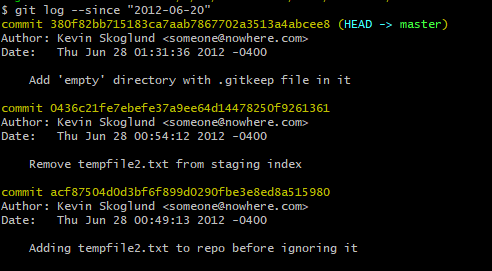 $ git log --since "2012-06-20"
commit 380f82bb715183ca7aab7867702a3513a4abcee8 (HEAD -> master)
Author: Kevin Skoglund <someone@nowhere.com>
Date:   Thu Jun 28 01:31:36 2012 -0400
    Add 'empty' directory with .gitkeep file in it
commit 0436c21fe7ebefe37a9ee64d14478250f9261361
Author: Kevin Skoglund <someone@nowhere.com>
Date:   Thu Jun 28 00:54:12 2012 -0400
    Remove tempfile2.txt from staging index
commit acf87504d0d3bf6f899d0290fbe3e8ed8a515980
Author: Kevin Skoglund <someone@nowhere.com>
Date:   Thu Jun 28 00:49:13 2012 -0400
    Adding tempfile2.txt to repo before ignoring it